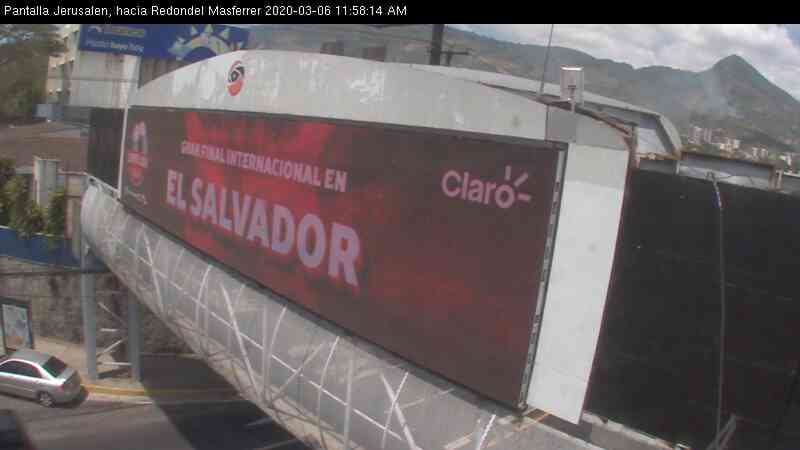 Pantalla Jerusalen, hacia Redondel Masferrer 2020-03-06 11:58:14 AM
GRAN FINAL INTERNACIONAL EN
EL SALVADOR
Claro